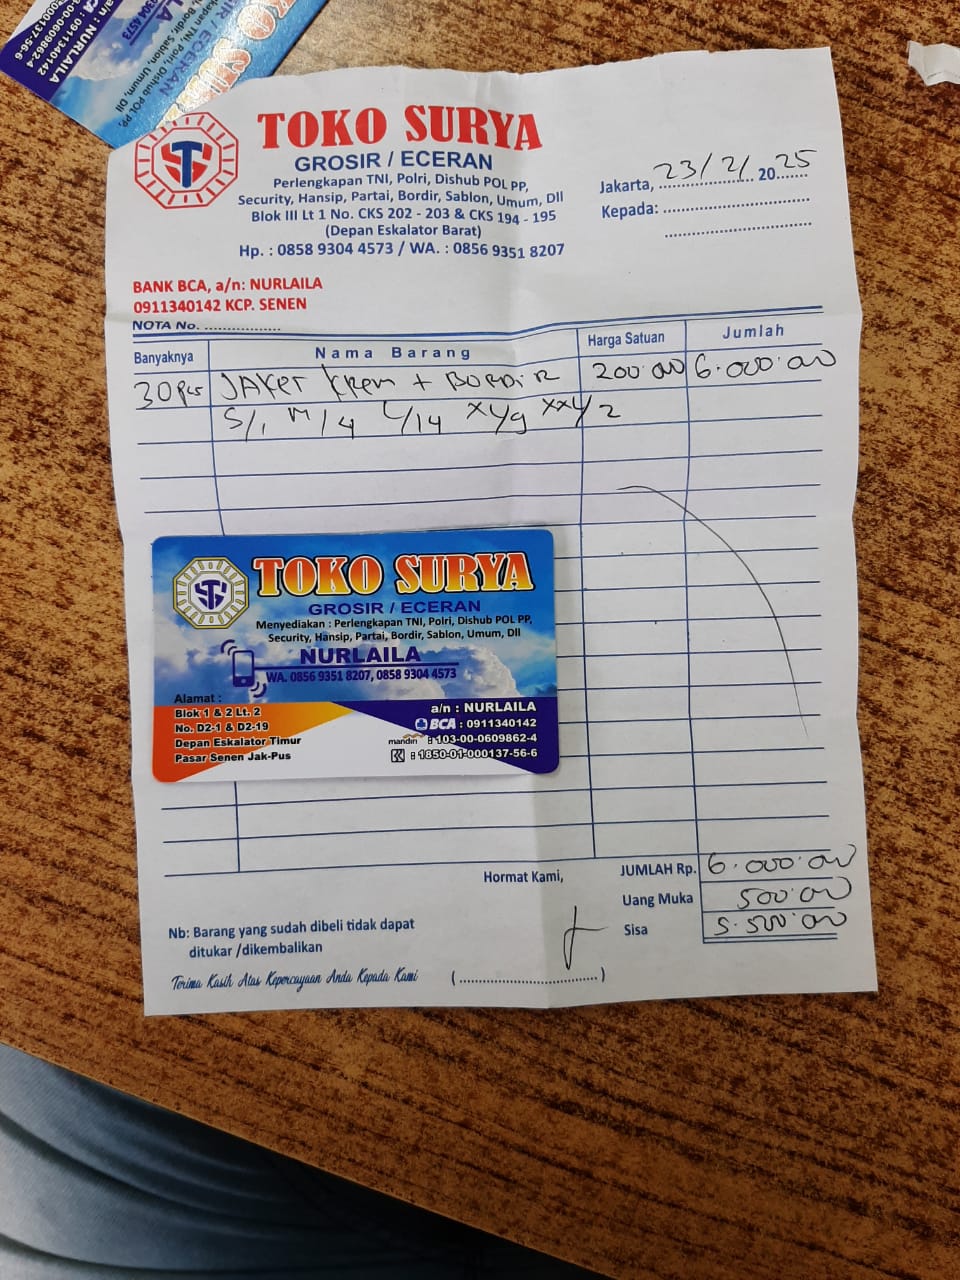 a/n : NURLAILA
: 0911340142
TOKO SURYA
GROSIR / ECERAN
Perlengkapan TNI, Polri, Dishub POL PP,
Security, Hansip, Partai, Bordir, Sablon, Umum, Dll
Blok III Lt 1 No. CKS 202 - 203 & CKS 194 - 195
(Depan Eskalator Barat)
Hp. : 0858 9304 4573 / WA. : 0856 9351 8207
Jakarta, 23/2/ 2025
Kepada:
BANK BCA, a/n: NURLAILA
0911340142 KCP. SENEN
NOTA No.
Banyaknya Nama Barang Harga Satuan Jumlah
30 pcs JAKET krem + BORDIR 200.000 6.000.000
S/1 M/4 L/14 XL/9 XXL/2
TOKO SURYA
GROSIR / ECERAN
Menyediakan : Perlengkapan TNI, Polri, Dishub POL PP,
Security, Hansip, Partai, Bordir, Sablon, Umum, Dll
NURLAILA
WA. 0856 9351 8207, 0858 9304 4573
Alamat :
Blok 1 & 2 Lt. 2
No. D2-1 & D2-19
Depan Eskalator Timur
Pasar Senen Jak-Pus
a/n : NURLAILA
BCA : 0911340142
mandiri : 103-00-0609862-4
: 1850-01-000137-56-6
Hormat Kami,
JUMLAH Rp. 6.000.000
Uang Muka 500.000
Sisa 5.500.000
Nb: Barang yang sudah dibeli tidak dapat
ditukar /dikembalikan
Terima Kasih Atas Kepercayaan Anda Kepada Kami